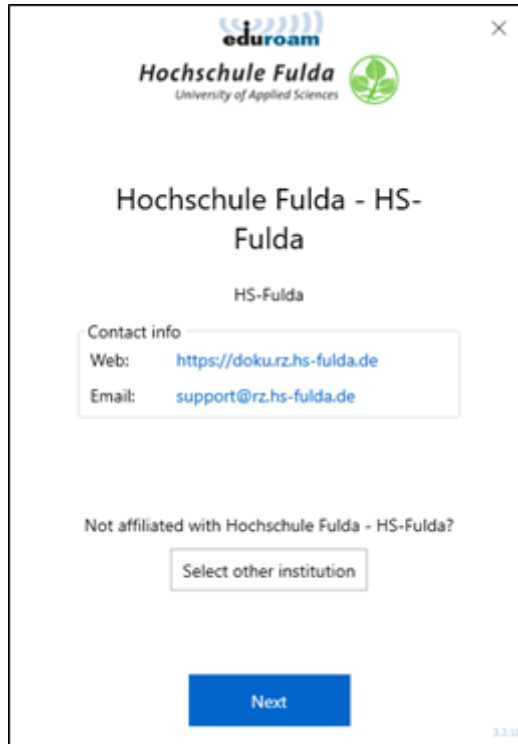 eduroam
Hochschule Fulda
University of Applied Sciences
Hochschule Fulda - HS-
Fulda
HS-Fulda
Contact info
Web: https://doku.rz.hs-fulda.de
Email: support@rz.hs-fulda.de
Not affiliated with Hochschule Fulda - HS-Fulda?
Select other institution
Next